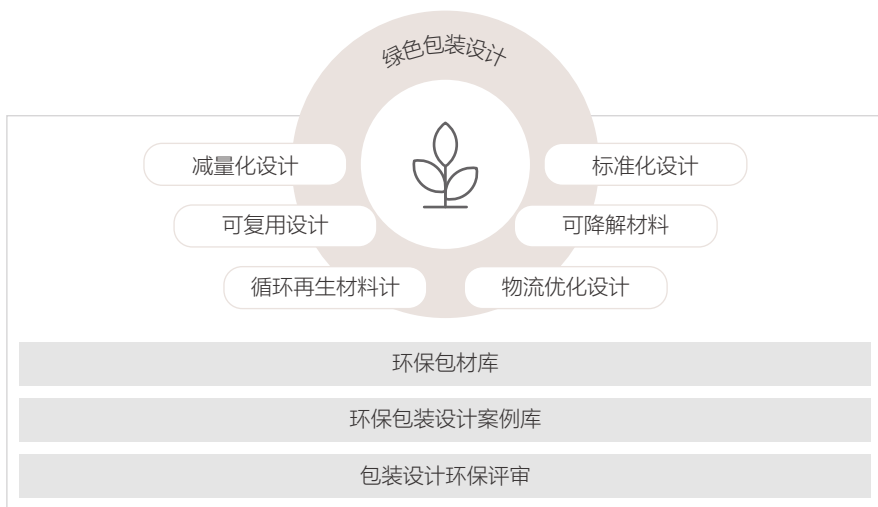 绿色包装设计
减量化设计
标准化设计
可复用设计
可降解材料
循环再生材料计
物流优化设计
环保包材库
环保包装设计案例库
包装设计环保评审